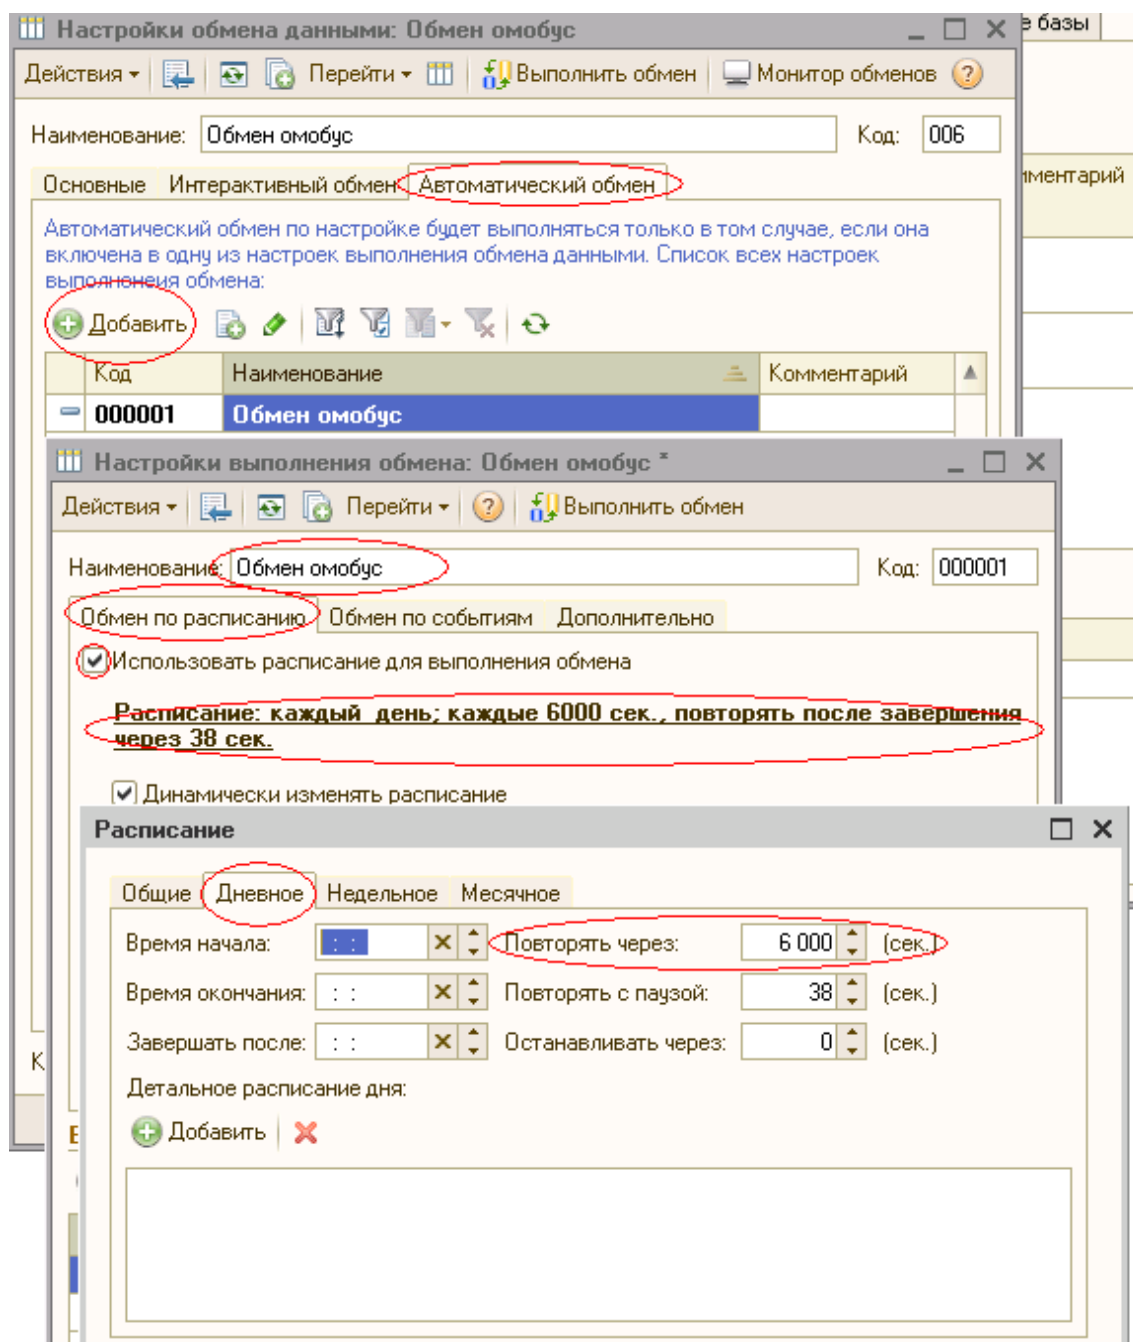 Настройки обмена данными: Обмен омобус
е базы
Действия Перейти Выполнить обмен Монитор обменов ?
Наименование: Обмен омобус Код: 006
Основные Интерактивный обмен Автоматический обмен
ментарий
Автоматический обмен по настройке будет выполняться только в том случае, если она
включена в одну из настроек выполнения обмена данными. Список всех настроек
выполненеия обмена:
Добавить
Код Наименование Комментарий
000001 Обмен омобус
Настройки выполнения обмена: Обмен омобус *
Действия Перейти ? Выполнить обмен
Наименование: Обмен омобус Код: 000001
Обмен по расписанию Обмен по событиям Дополнительно
Использовать расписание для выполнения обмена
Расписание: каждый день; каждые 6000 сек., повторять после завершения
через 38 сек.
Динамически изменять расписание
Расписание
Общие Дневное Недельное Месячное
Время начала: : : Повторять через: 6 000 (сек.)
Время окончания: : : Повторять с паузой: 38 (сек.)
Завершать после: : : Останавливать через: 0 (сек.)
К
Детальное расписание дня:
Добавить